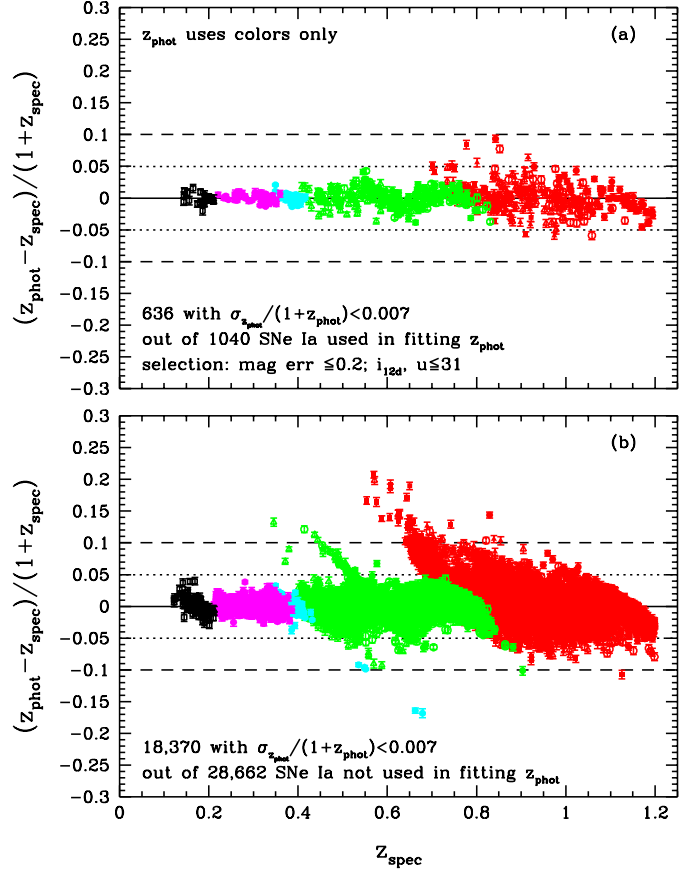 0.3
z_phot uses colors only
(a)
0.25
0.2
0.15
0.1
0.05
0
−0.05
−0.1
−0.15
−0.2
−0.25
−0.3
(z_phot−z_spec)/(1+z_spec)
636 with σ_z_phot/(1+z_phot)<0.007
out of 1040 SNe Ia used in fitting z_phot
selection: mag err ≤0.2; i_12d, u≤31
0.3
(b)
0.25
0.2
0.15
0.1
0.05
0
−0.05
−0.1
−0.15
−0.2
−0.25
−0.3
(z_phot−z_spec)/(1+z_spec)
18,370 with σ_z_phot/(1+z_phot)<0.007
out of 28,662 SNe Ia not used in fitting z_phot
0 0.2 0.4 0.6 0.8 1 1.2
z_spec